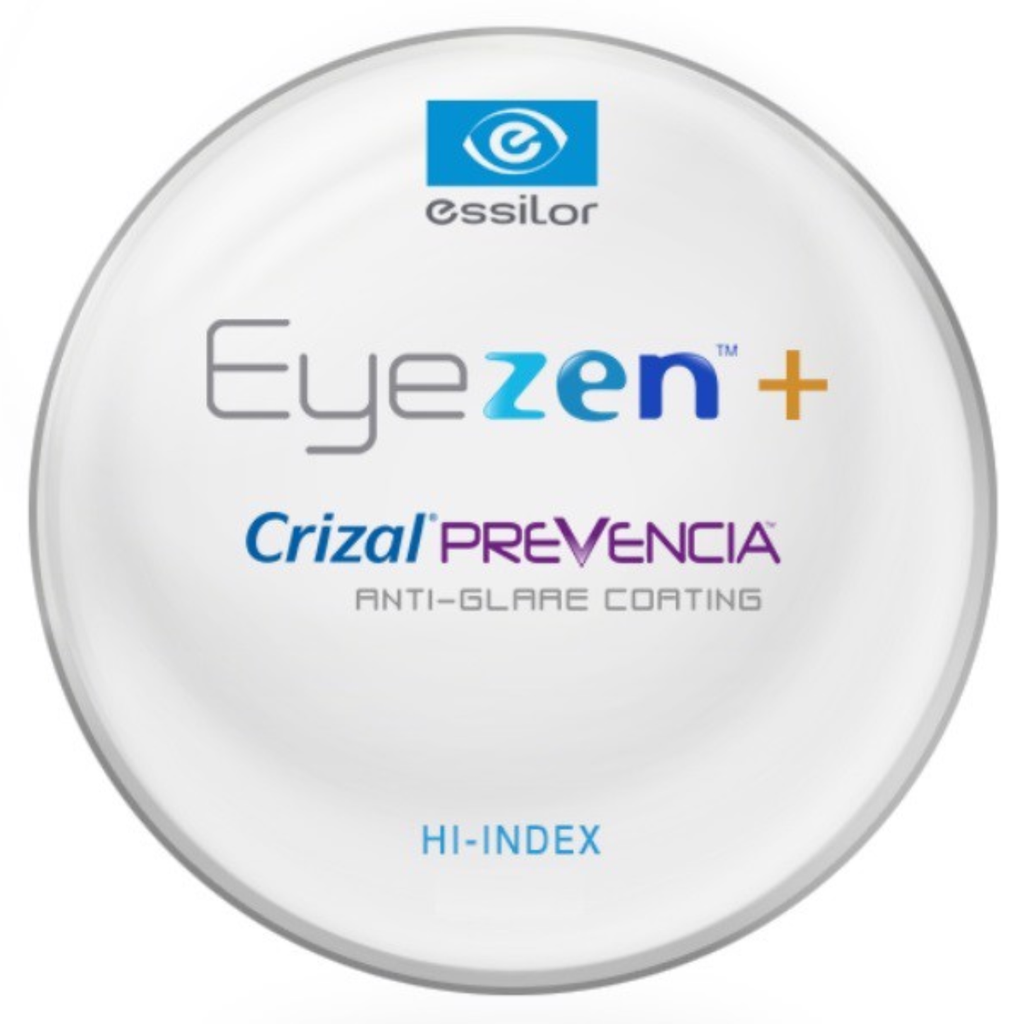 e
essilor
Eyezen™ +
Crizal® PREVENCIA™
ANTI-GLARE COATING
HI-INDEX